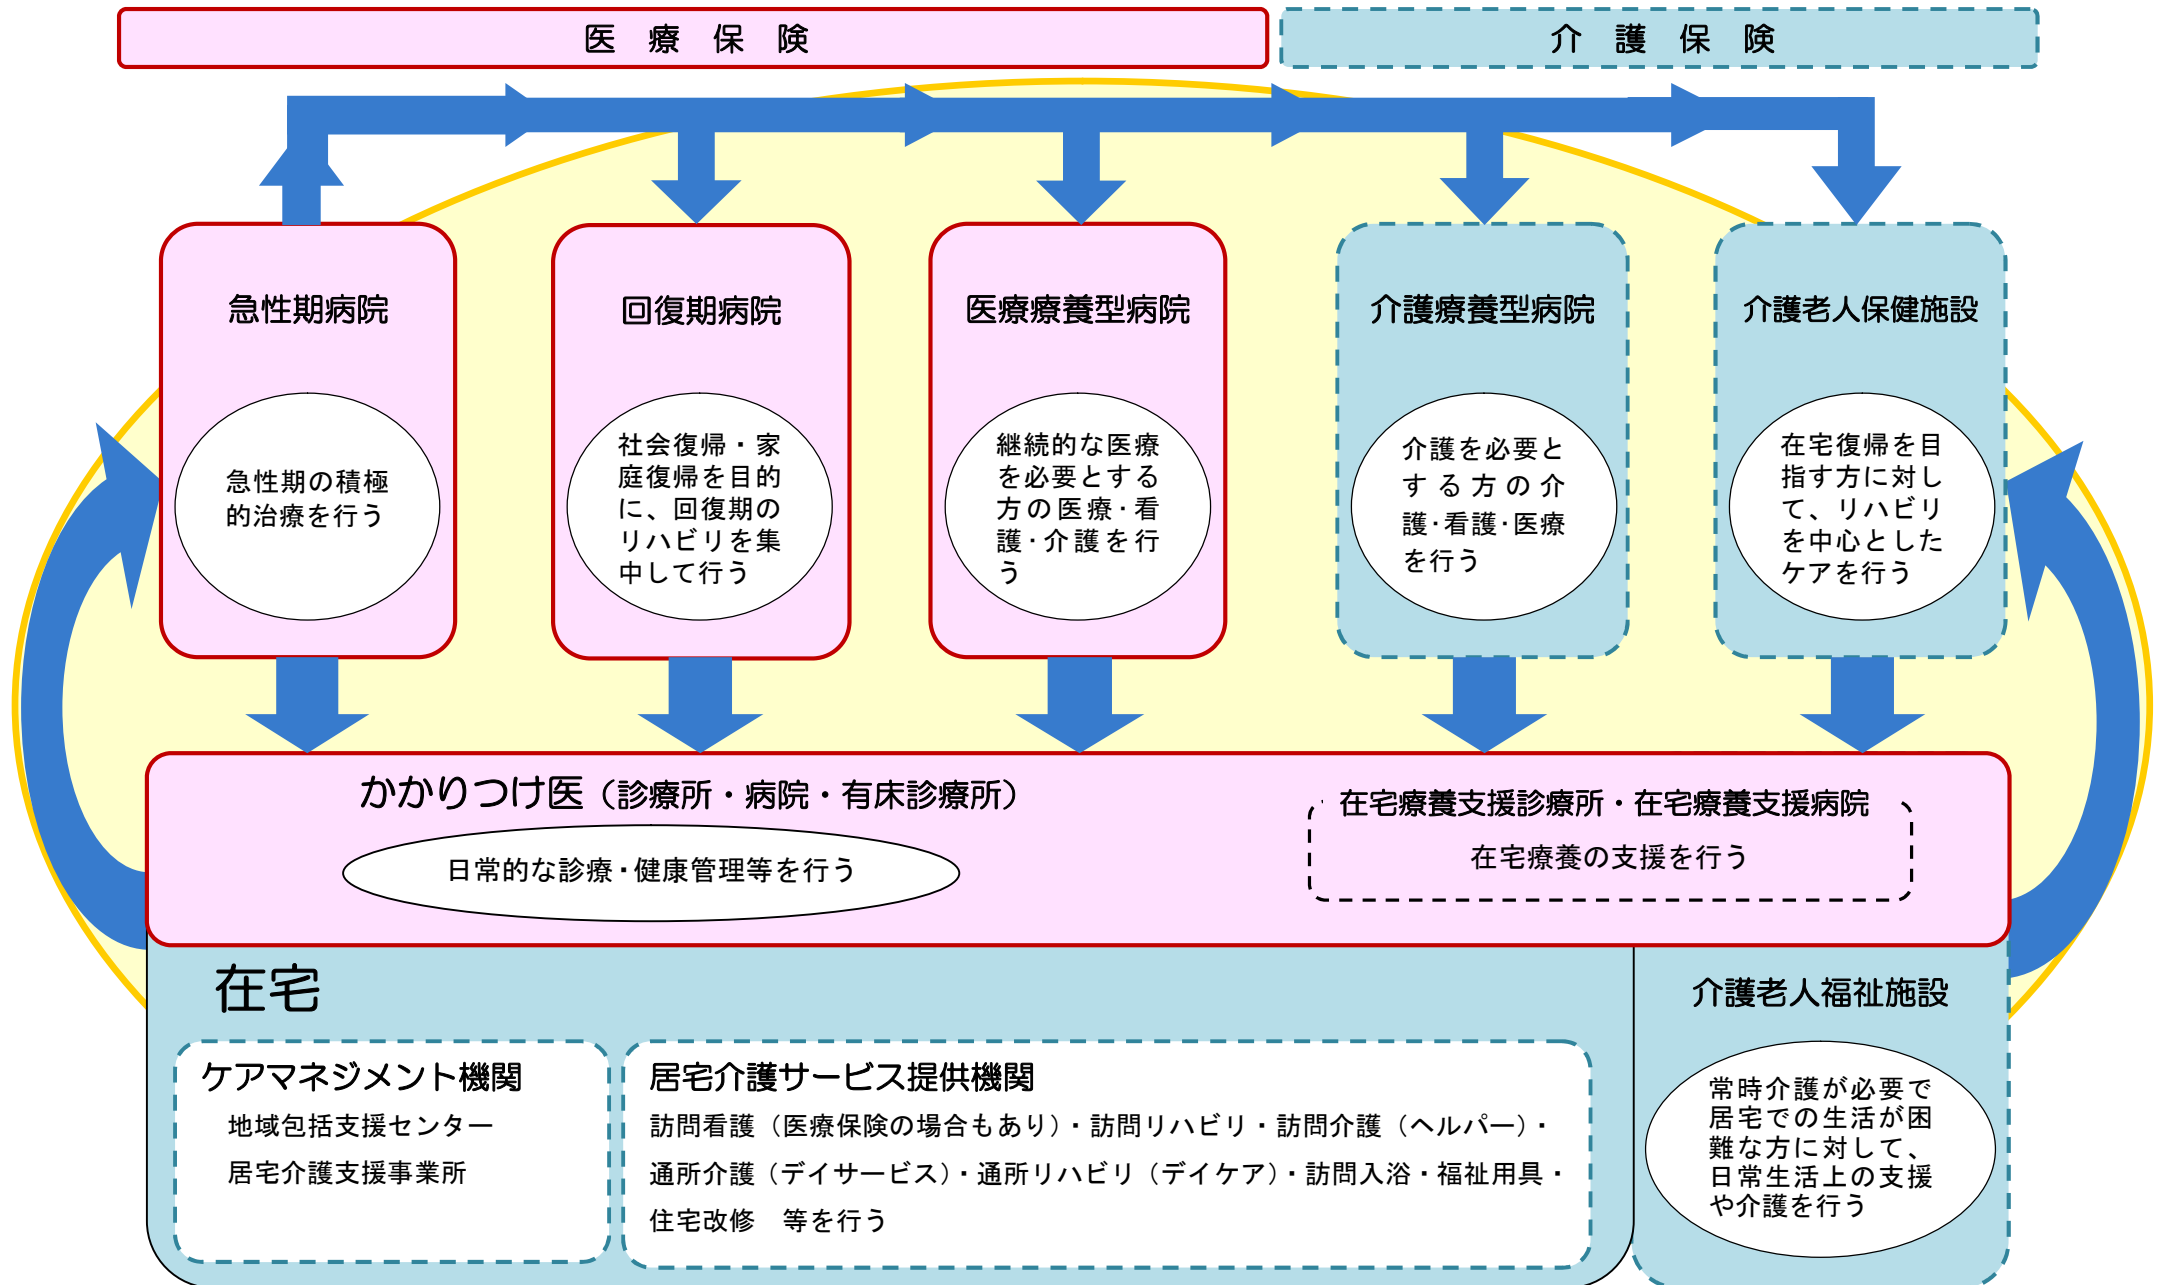 医　療　保　険
介　護　保　険
急性期病院
急性期の積極
的治療を行う
回復期病院
社会復帰・家
庭復帰を目的
に、回復期の
リハビリを集
中して行う
医療療養型病院
継続的な医療
を必要とする
方の医療・看
護・介護を行
う
介護療養型病院
介護を必要と
する方の介
護・看護・医療
を行う
介護老人保健施設
在宅復帰を目
指す方に対し
て、リハビリ
を中心とした
ケアを行う
かかりつけ医（診療所・病院・有床診療所）
日常的な診療・健康管理等を行う
在宅療養支援診療所・在宅療養支援病院
在宅療養の支援を行う
在宅
ケアマネジメント機関
地域包括支援センター
居宅介護支援事業所
居宅介護サービス提供機関
訪問看護（医療保険の場合もあり）・訪問リハビリ・訪問介護（ヘルパー）・
通所介護（デイサービス）・通所リハビリ（デイケア）・訪問入浴・福祉用具・
住宅改修　等を行う
介護老人福祉施設
常時介護が必要で
居宅での生活が困
難な方に対して、
日常生活上の支援
や介護を行う